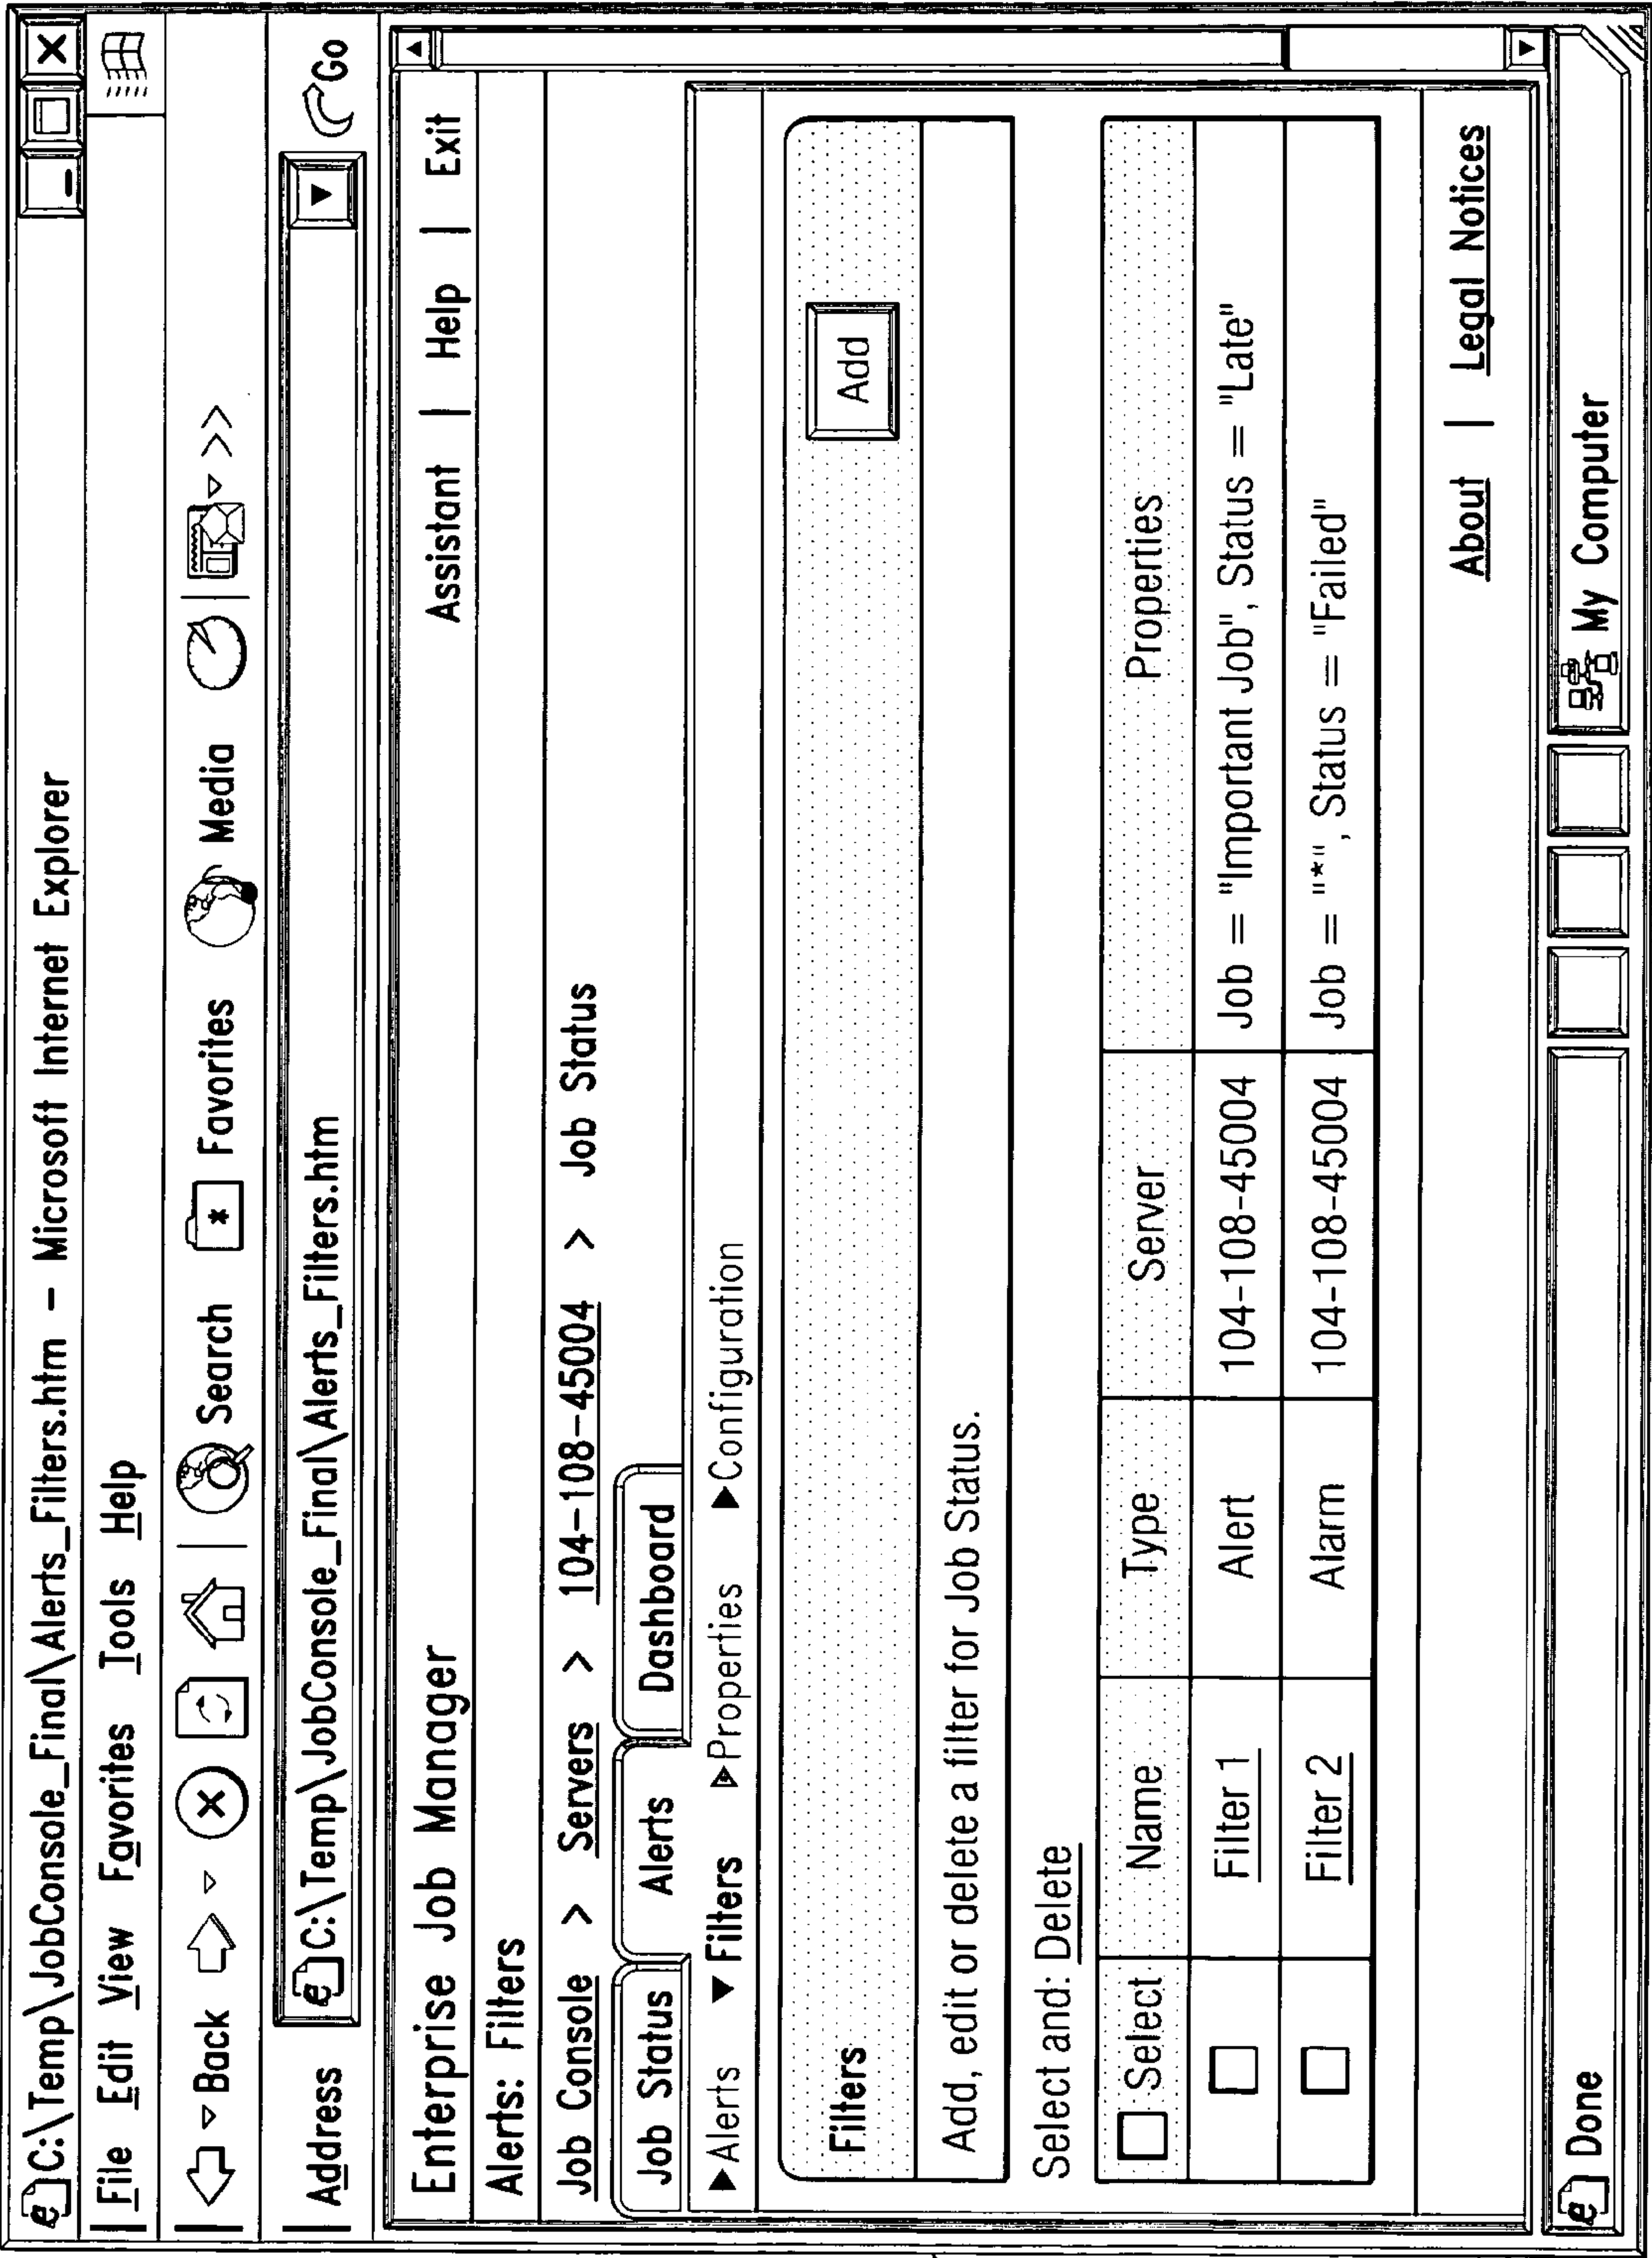 C:\Temp\JobConsole_Final\Alerts_Filters.htm – Microsoft Internet Explorer
File Edit View Favorites Tools Help
Back Search Favorites Media >>
Address C:\Temp\JobConsole_Final\Alerts_Filters.htm Go
Enterprise Job Manager Assistant | Help | Exit
Alerts: Filters
Job Console > Servers > 104-108-45004 > Job Status
Job Status Alerts Dashboard
▶Alerts ▼Filters ▶Properties ▶Configuration
Filters Add
Add, edit or delete a filter for Job Status.
Select and: Delete
Select Name Type Server Properties
Filter 1 Alert 104-108-45004 Job = "Important Job", Status = "Late"
Filter 2 Alarm 104-108-45004 Job = "*", Status = "Failed"
About | Legal Notices
Done My Computer